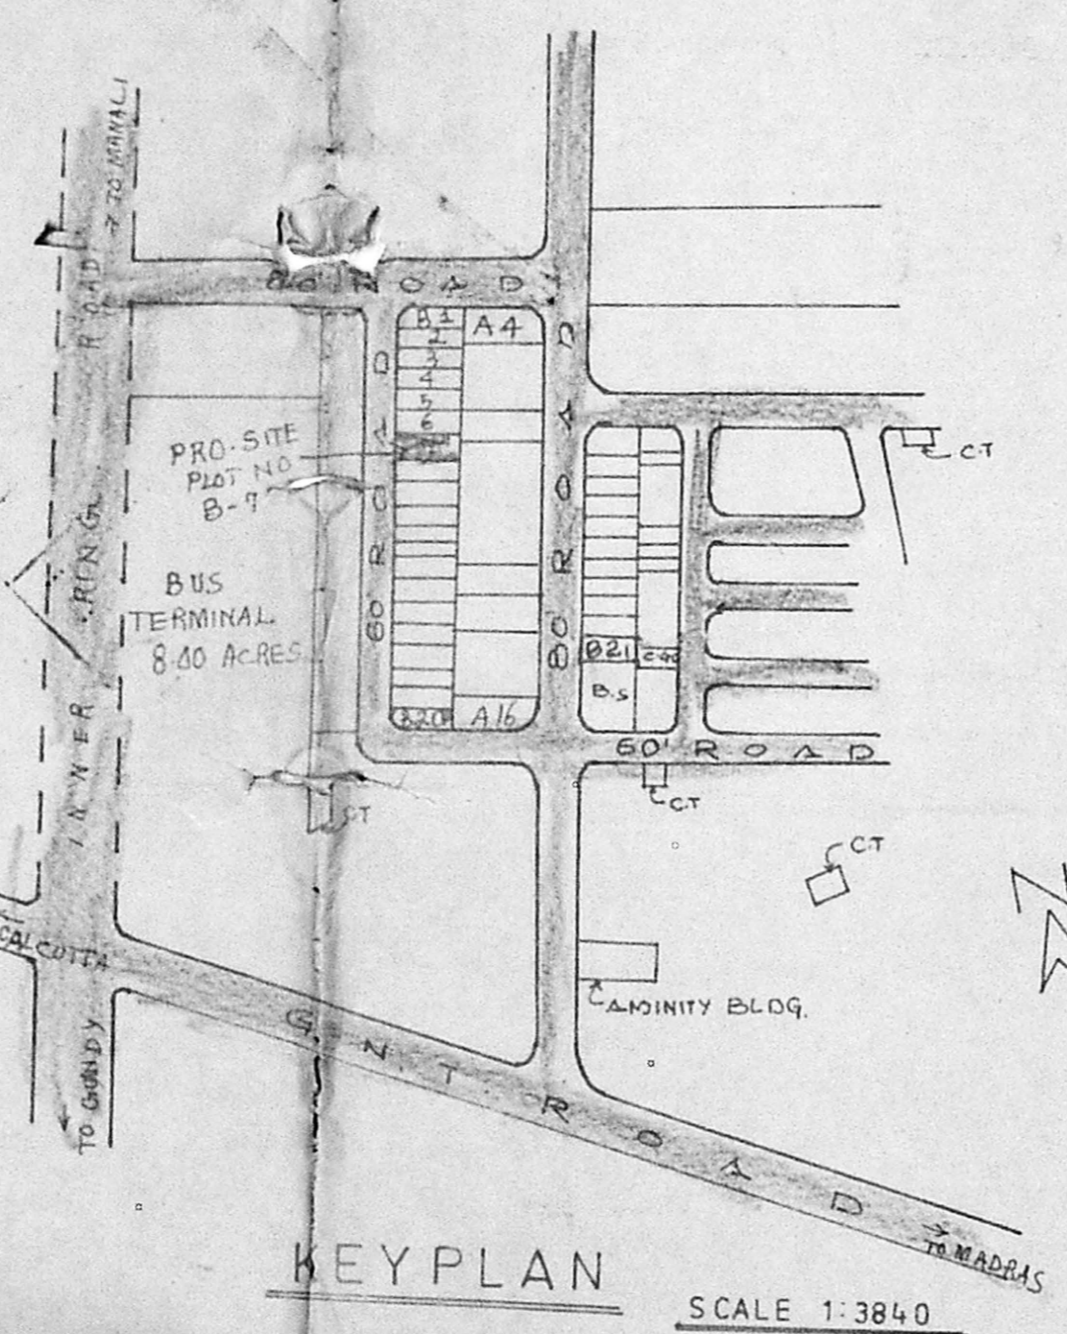 → TO MANALI
80' ROAD
B1
2
3
4
5
6
A4
PRO-SITE
PLOT NO
B-7
C.T
60' ROAD
80' ROAD
INNER RING ROAD
BUS
TERMINAL
8.40 ACRES
B21
B.S
B20
A16
60' ROAD
C.T
C.T
C.T
CALCUTTA
AMINITY BLDG.
G.N.T ROAD
TO GUNDY
→ TO MADRAS
KEYPLAN
SCALE 1:3840